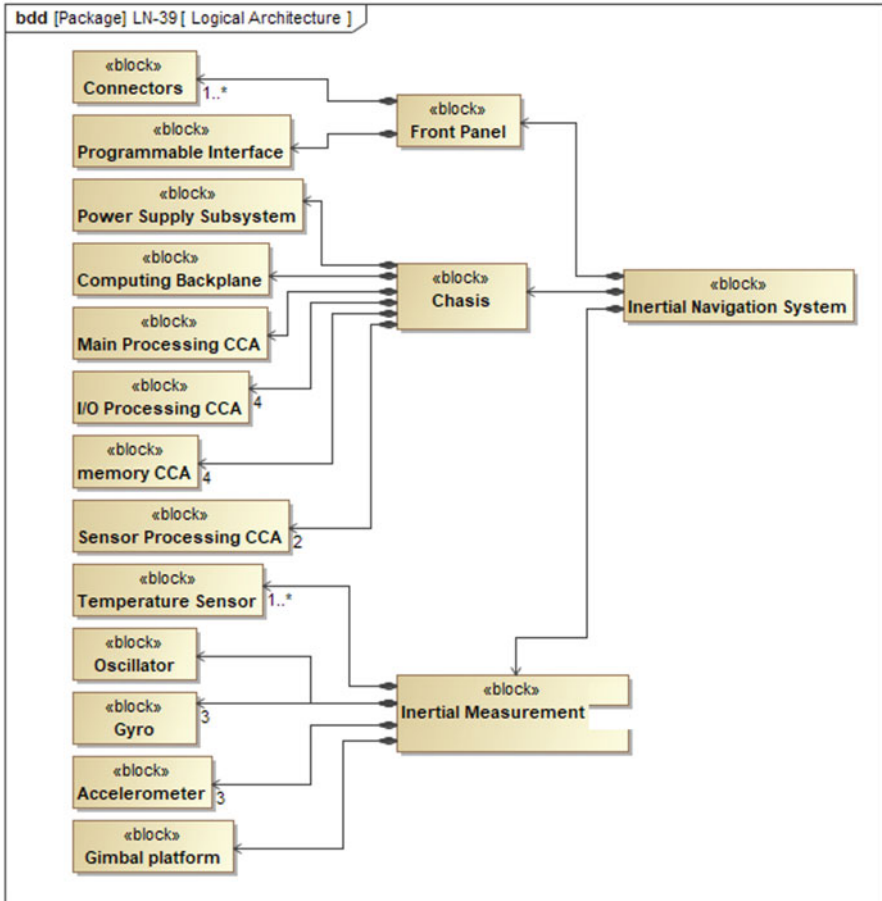 bdd [Package] LN-39 [ Logical Architecture ]
«block»
Connectors
1..*
«block»
Programmable Interface
«block»
Front Panel
«block»
Power Supply Subsystem
«block»
Computing Backplane
«block»
Main Processing CCA
«block»
I/O Processing CCA
4
«block»
memory CCA
4
«block»
Sensor Processing CCA
2
«block»
Chasis
«block»
Inertial Navigation System
«block»
Temperature Sensor
1..*
«block»
Oscillator
«block»
Gyro
3
«block»
Accelerometer
3
«block»
Gimbal platform
«block»
Inertial Measurement